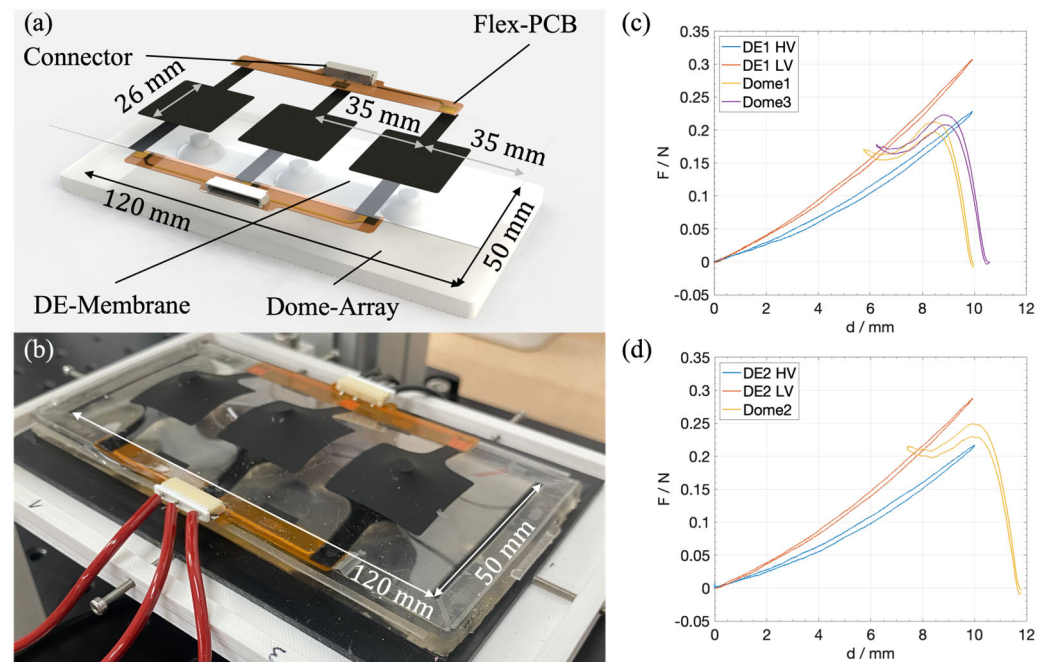 (a)
Flex-PCB
Connector
26 mm
35 mm
35 mm
120 mm
50 mm
DE-Membrane
Dome-Array
(b)
120 mm
50 mm
(c)
DE1 HV
DE1 LV
Dome1
Dome3
0.35
0.3
0.25
0.2
0.15
0.1
0.05
0
-0.05
F / N
0 2 4 6 8 10 12
d / mm
(d)
DE2 HV
DE2 LV
Dome2
0.35
0.3
0.25
0.2
0.15
0.1
0.05
0
-0.05
F / N
0 2 4 6 8 10 12
d / mm